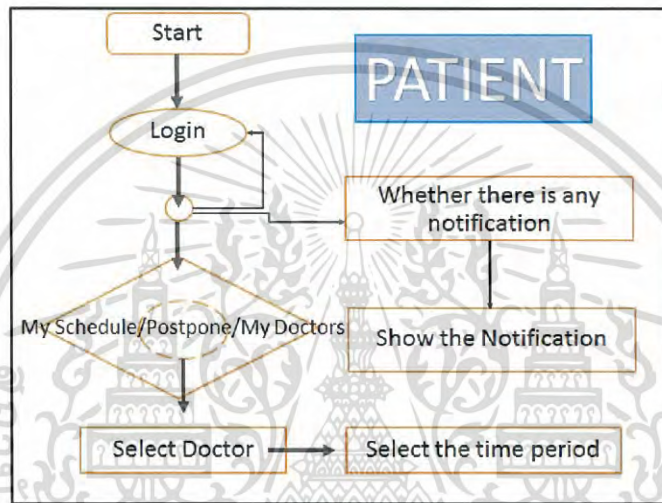 Start
PATIENT
Login
Whether there is any
notification
My Schedule/Postpone/My Doctors
Show the Notification
Select Doctor
Select the time period